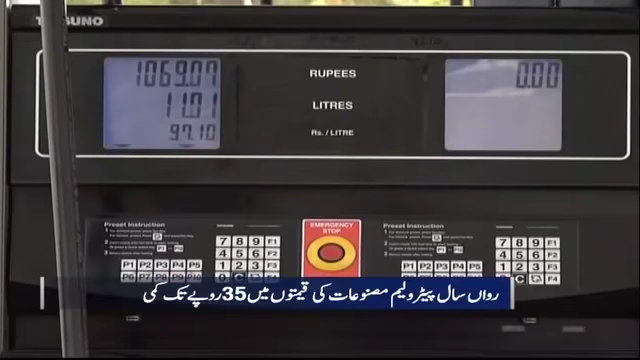 TATSUNO
1069.07
RUPEES
0.00
11.01
LITRES
97.10
Rs. / LITRE
Preset Instruction
EMERGENCY
STOP
Preset Instruction
7 8 9 F1
4 5 6 F2
1 2 3 F3
P1 P2 P3 P4 P5
7 8 9 F1
4 5 6 F2
1 2 3 F3
P1 P2 P3 P4 P5
F4
رواں سال پیٹرولیم مصنوعات کی قیمتوں میں 35 روپے تک کمی